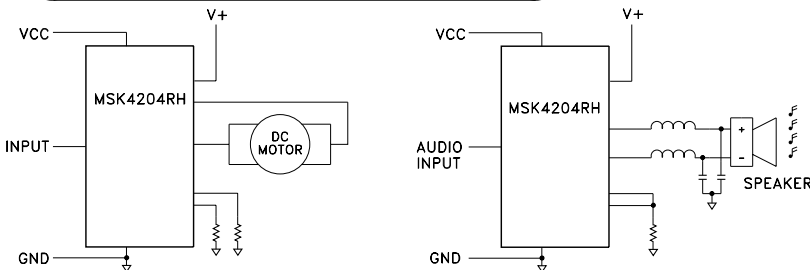 V+
VCC
MSK4204RH
DC
MOTOR
INPUT
GND
V+
VCC
MSK4204RH
AUDIO
INPUT
+
-
SPEAKER
GND